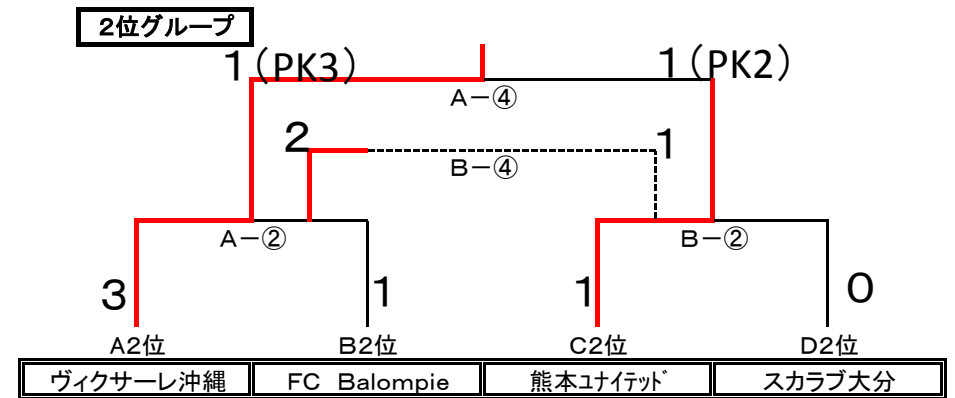 2位グループ
1(PK3) 1(PK2)
A-④
2 1
B-④
A-② B-②
3 1 1 0
A2位 B2位 C2位 D2位
ヴィクサーレ沖縄 FC Balompie 熊本ユナイテッド スカラブ大分